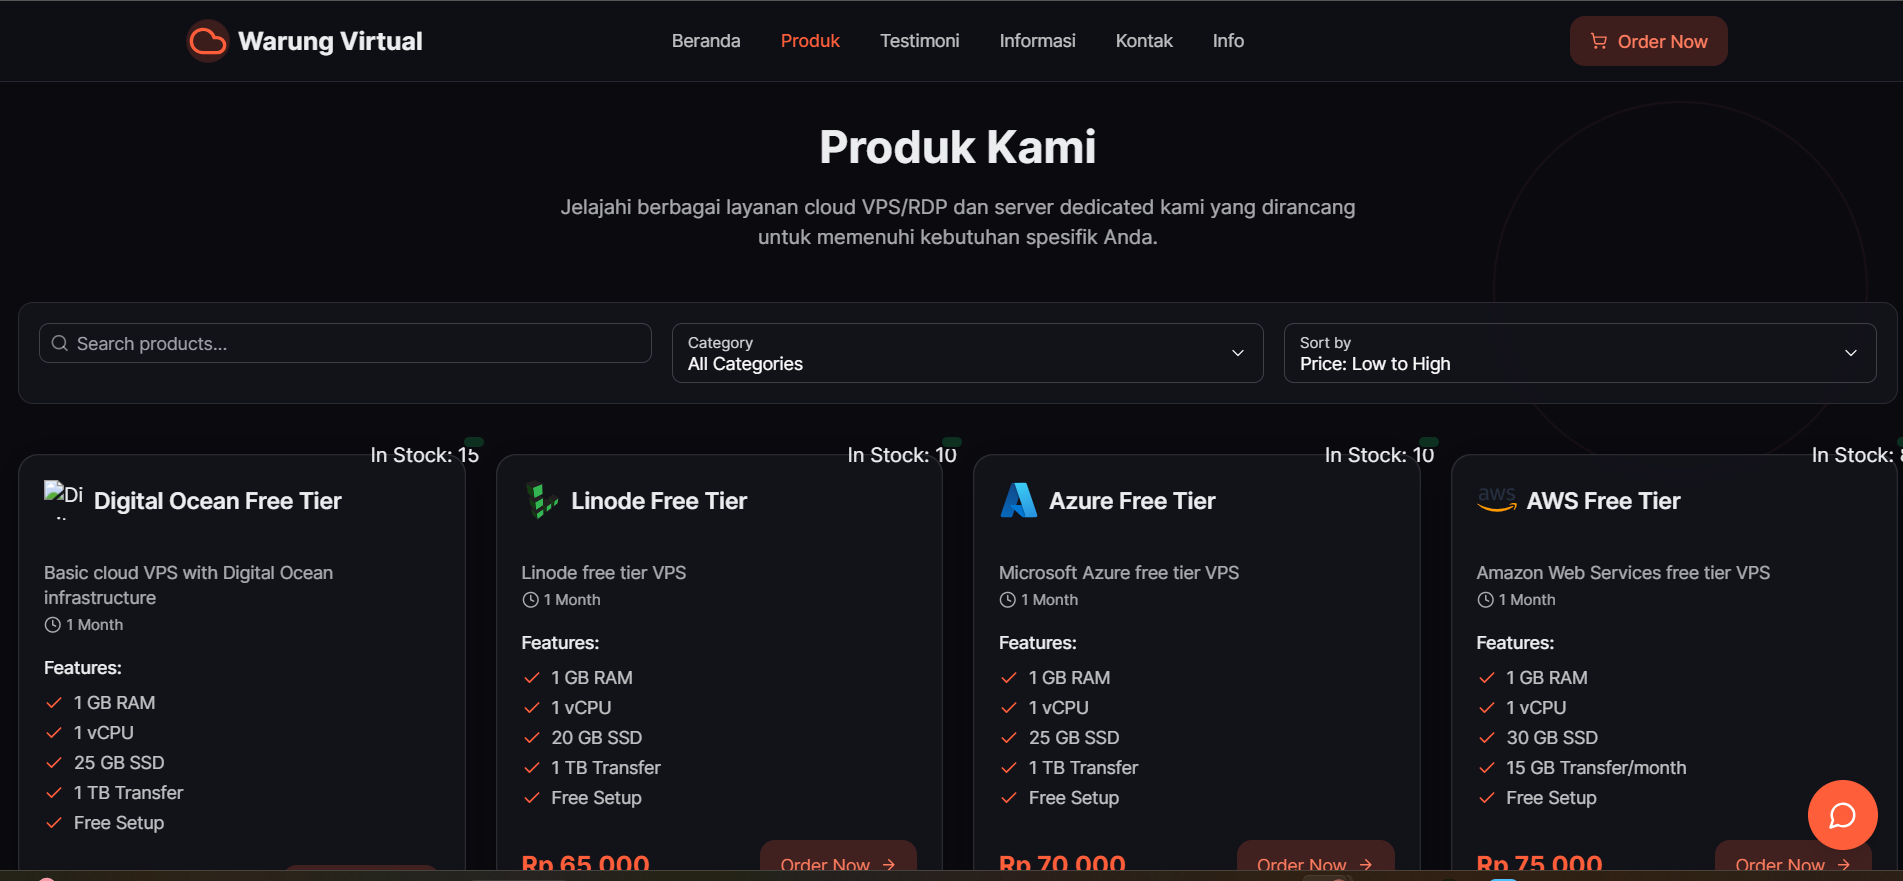 Warung Virtual
Beranda
Produk
Testimoni
Informasi
Kontak
Info
Order Now
Produk Kami
Jelajahi berbagai layanan cloud VPS/RDP dan server dedicated kami yang dirancang
untuk memenuhi kebutuhan spesifik Anda.
Search products...
Category
All Categories
Sort by
Price: Low to High
In Stock: 15
Di
Digital Ocean Free Tier
Basic cloud VPS with Digital Ocean
infrastructure
1 Month
Features:
1 GB RAM
1 vCPU
25 GB SSD
1 TB Transfer
Free Setup
In Stock: 10
Linode Free Tier
Linode free tier VPS
1 Month
Features:
1 GB RAM
1 vCPU
20 GB SSD
1 TB Transfer
Free Setup
Rp 65.000
Order Now
In Stock: 10
Azure Free Tier
Microsoft Azure free tier VPS
1 Month
Features:
1 GB RAM
1 vCPU
25 GB SSD
1 TB Transfer
Free Setup
Rp 70.000
Order Now
In Stock:
aws
AWS Free Tier
Amazon Web Services free tier VPS
1 Month
Features:
1 GB RAM
1 vCPU
30 GB SSD
15 GB Transfer/month
Free Setup
Rp 75.000
Order Now